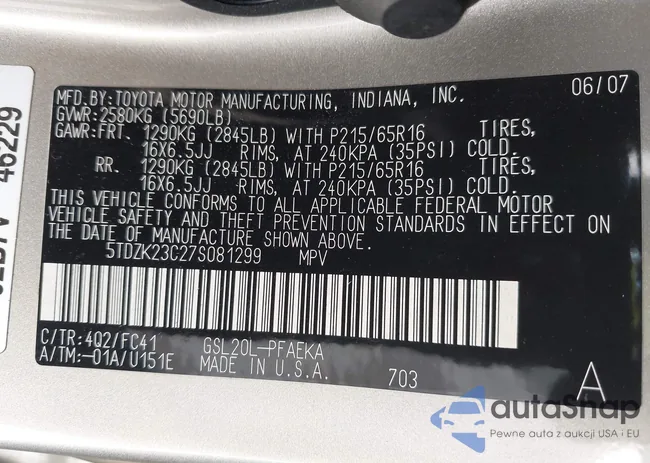 MFD.BY:TOYOTA MOTOR MANUFACTURING, INDIANA, INC. 06/07
GVWR:2580KG (5690LB)
GAWR:FRT. 1290KG (2845LB) WITH P215/65R16 TIRES,
16X6.5JJ RIMS, AT 240KPA (35PSI) COLD.
RR. 1290KG (2845LB) WITH P215/65R16 TIRES,
16X6.5JJ RIMS, AT 240KPA (35PSI) COLD.
THIS VEHICLE CONFORMS TO ALL APPLICABLE FEDERAL MOTOR
VEHICLE SAFETY AND THEFT PREVENTION STANDARDS IN EFFECT ON
THE DATE OF MANUFACTURE SHOWN ABOVE.
5TDZK23C27S081299 MPV
C/TR:4Q2/FC41 GSL20L-PFAEKA
A/TM:-01A/U151E MADE IN U.S.A. 703 A
46229
autaSnap
Pewne auta z aukcji USA i EU